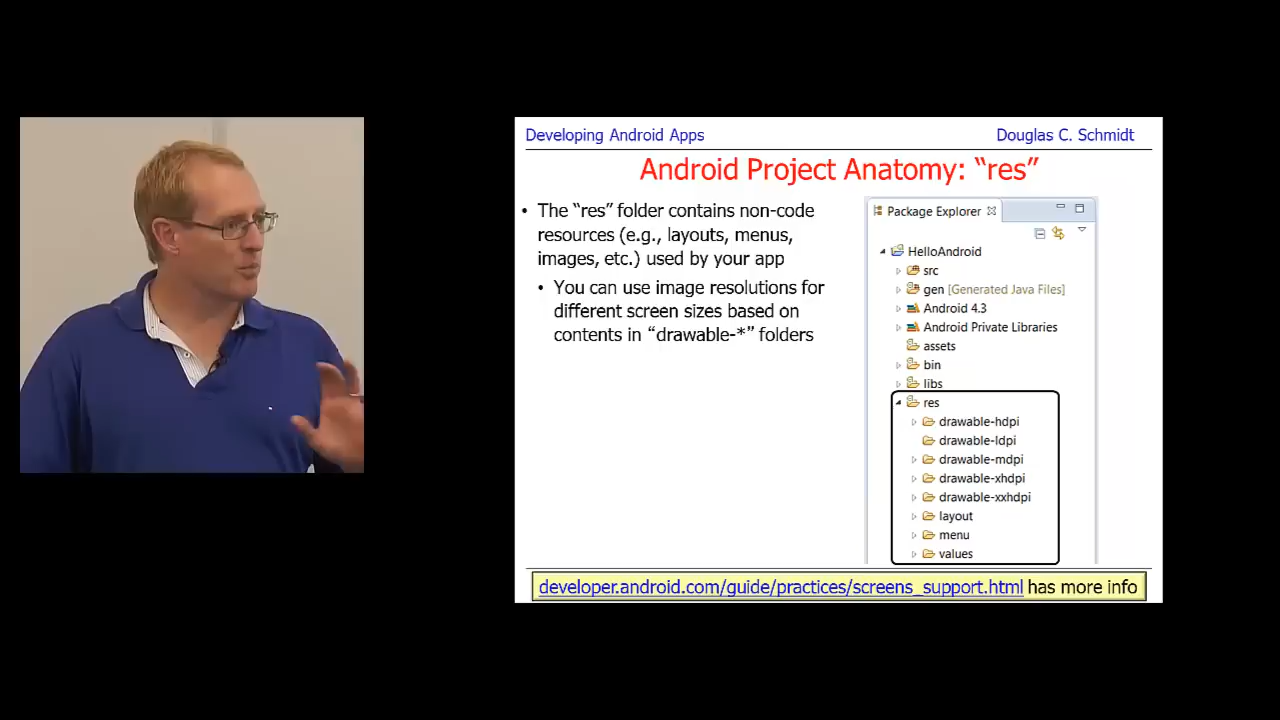 Developing Android Apps
Douglas C. Schmidt
Android Project Anatomy: “res”
• The “res” folder contains non-code
resources (e.g., layouts, menus,
images, etc.) used by your app
• You can use image resolutions for
different screen sizes based on
contents in “drawable-*” folders
Package Explorer
HelloAndroid
src
gen [Generated Java Files]
Android 4.3
Android Private Libraries
assets
bin
libs
res
drawable-hdpi
drawable-ldpi
drawable-mdpi
drawable-xhdpi
drawable-xxhdpi
layout
menu
values
developer.android.com/guide/practices/screens_support.html has more info